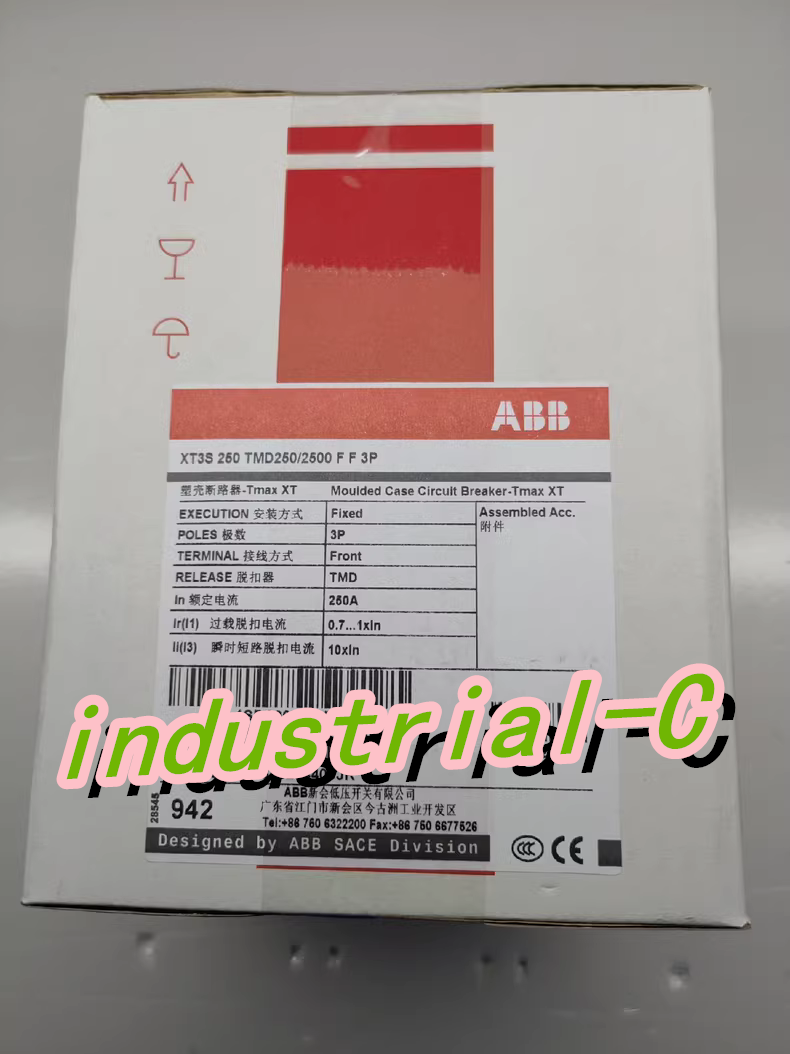 ABB
XT3S 250 TMD250/2500 F F 3P
塑壳断路器-Tmax XT Moulded Case Circuit Breaker-Tmax XT
EXECUTION 安装方式 Fixed Assembled Acc.
附件
POLES 极数 3P
TERMINAL 接线方式 Front
RELEASE 脱扣器 TMD
In 额定电流 250A
Ir(I1) 过载脱扣电流 0.7...1xIn
Ii(I3) 瞬时短路脱扣电流 10xIn
industrial-C
28545
942
ABB新会低压开关有限公司
广东省江门市新会区今古洲工业开发区
Tel:+86 750 6322200 Fax:+86 750 6677526
Designed by ABB SACE Division
CCC CE